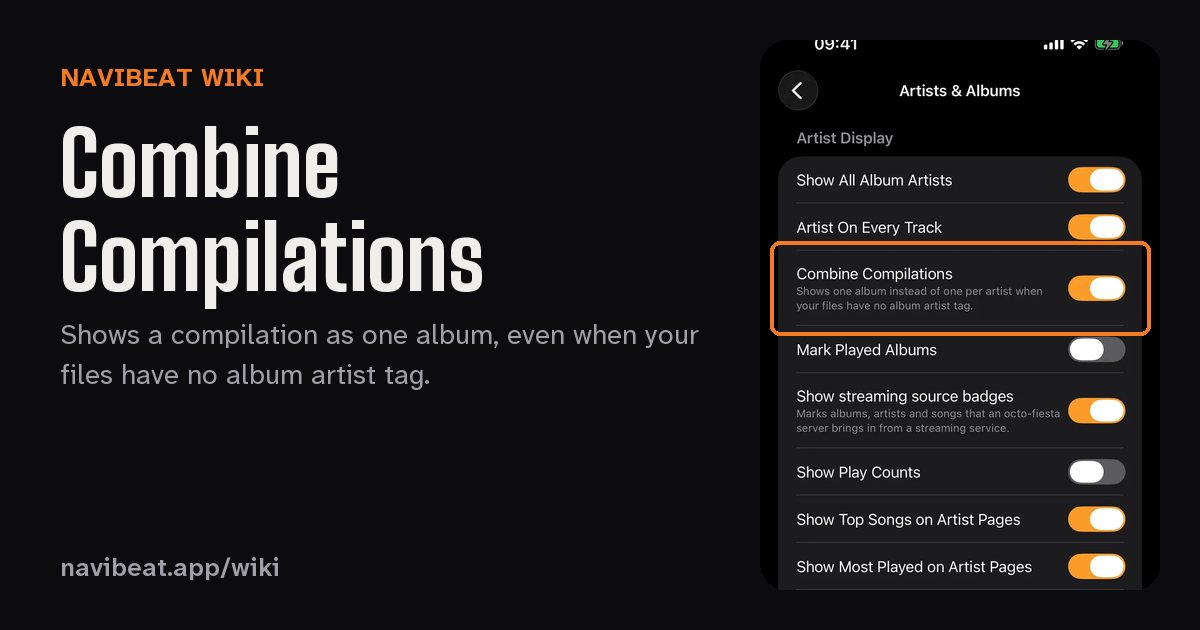 NAVIBEAT WIKI
Combine
Compilations
Shows a compilation as one album, even when your
files have no album artist tag.
navibeat.app/wiki
09:41
Artists & Albums
Artist Display
Show All Album Artists
Artist On Every Track
Combine Compilations
Shows one album instead of one per artist when
your files have no album artist tag.
Mark Played Albums
Show streaming source badges
Marks albums, artists and songs that an octo-fiesta
server brings in from a streaming service.
Show Play Counts
Show Top Songs on Artist Pages
Show Most Played on Artist Pages